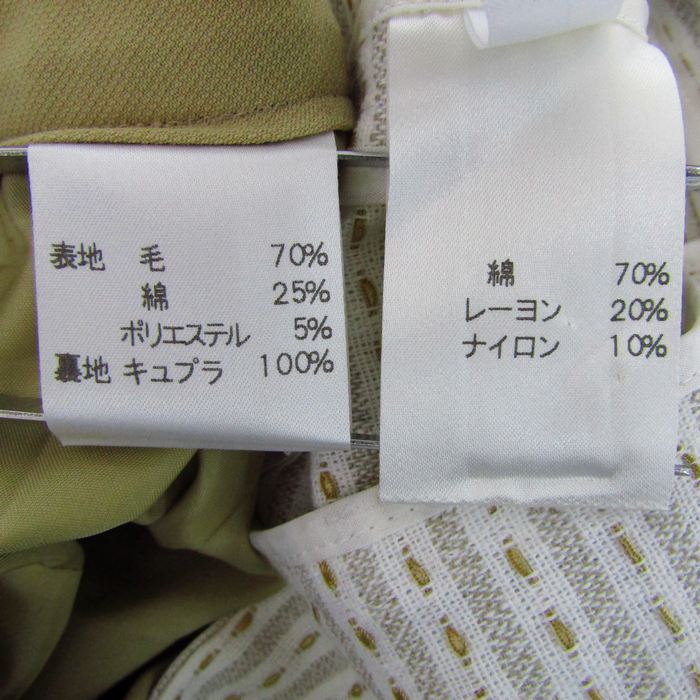 表地 毛 70%
綿 25%
ポリエステル 5%
裏地 キュプラ 100%
綿 70%
レーヨン 20%
ナイロン 10%